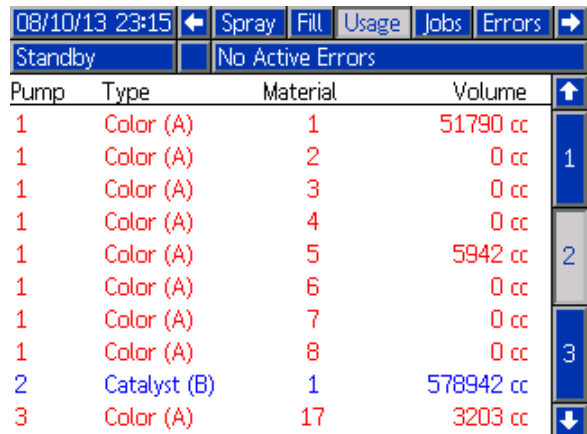 08/10/13 23:15 Spray Fill Usage Jobs Errors
Standby No Active Errors
Pump Type Material Volume
1 Color (A) 1 51790 cc
1 Color (A) 2 0 cc
1
1 Color (A) 3 0 cc
1 Color (A) 4 0 cc
1 Color (A) 5 5942 cc
2
1 Color (A) 6 0 cc
1 Color (A) 7 0 cc
1 Color (A) 8 0 cc
3
2 Catalyst (B) 1 578942 cc
3 Color (A) 17 3203 cc